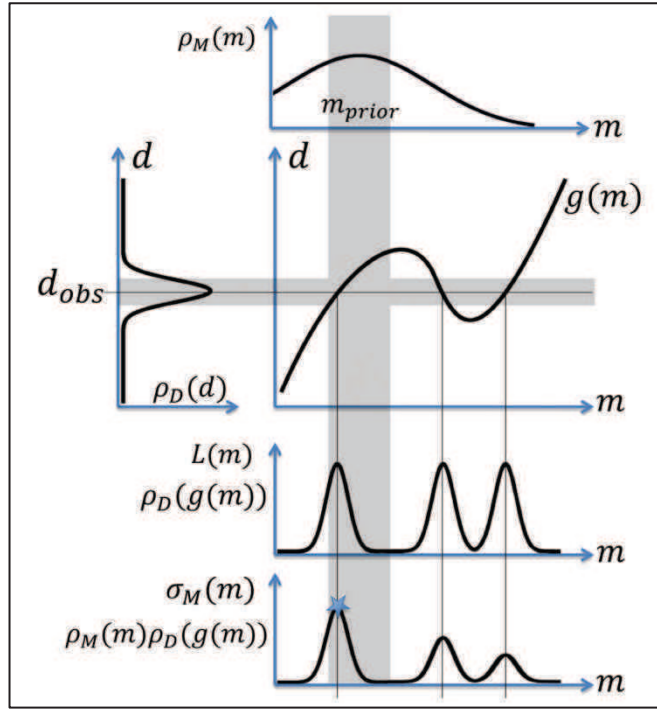 ρ_M(m)
m_prior
m
d
d
g(m)
d_obs
ρ_D(d)
m
L(m)
ρ_D(g(m))
m
σ_M(m)
ρ_M(m)ρ_D(g(m))
m